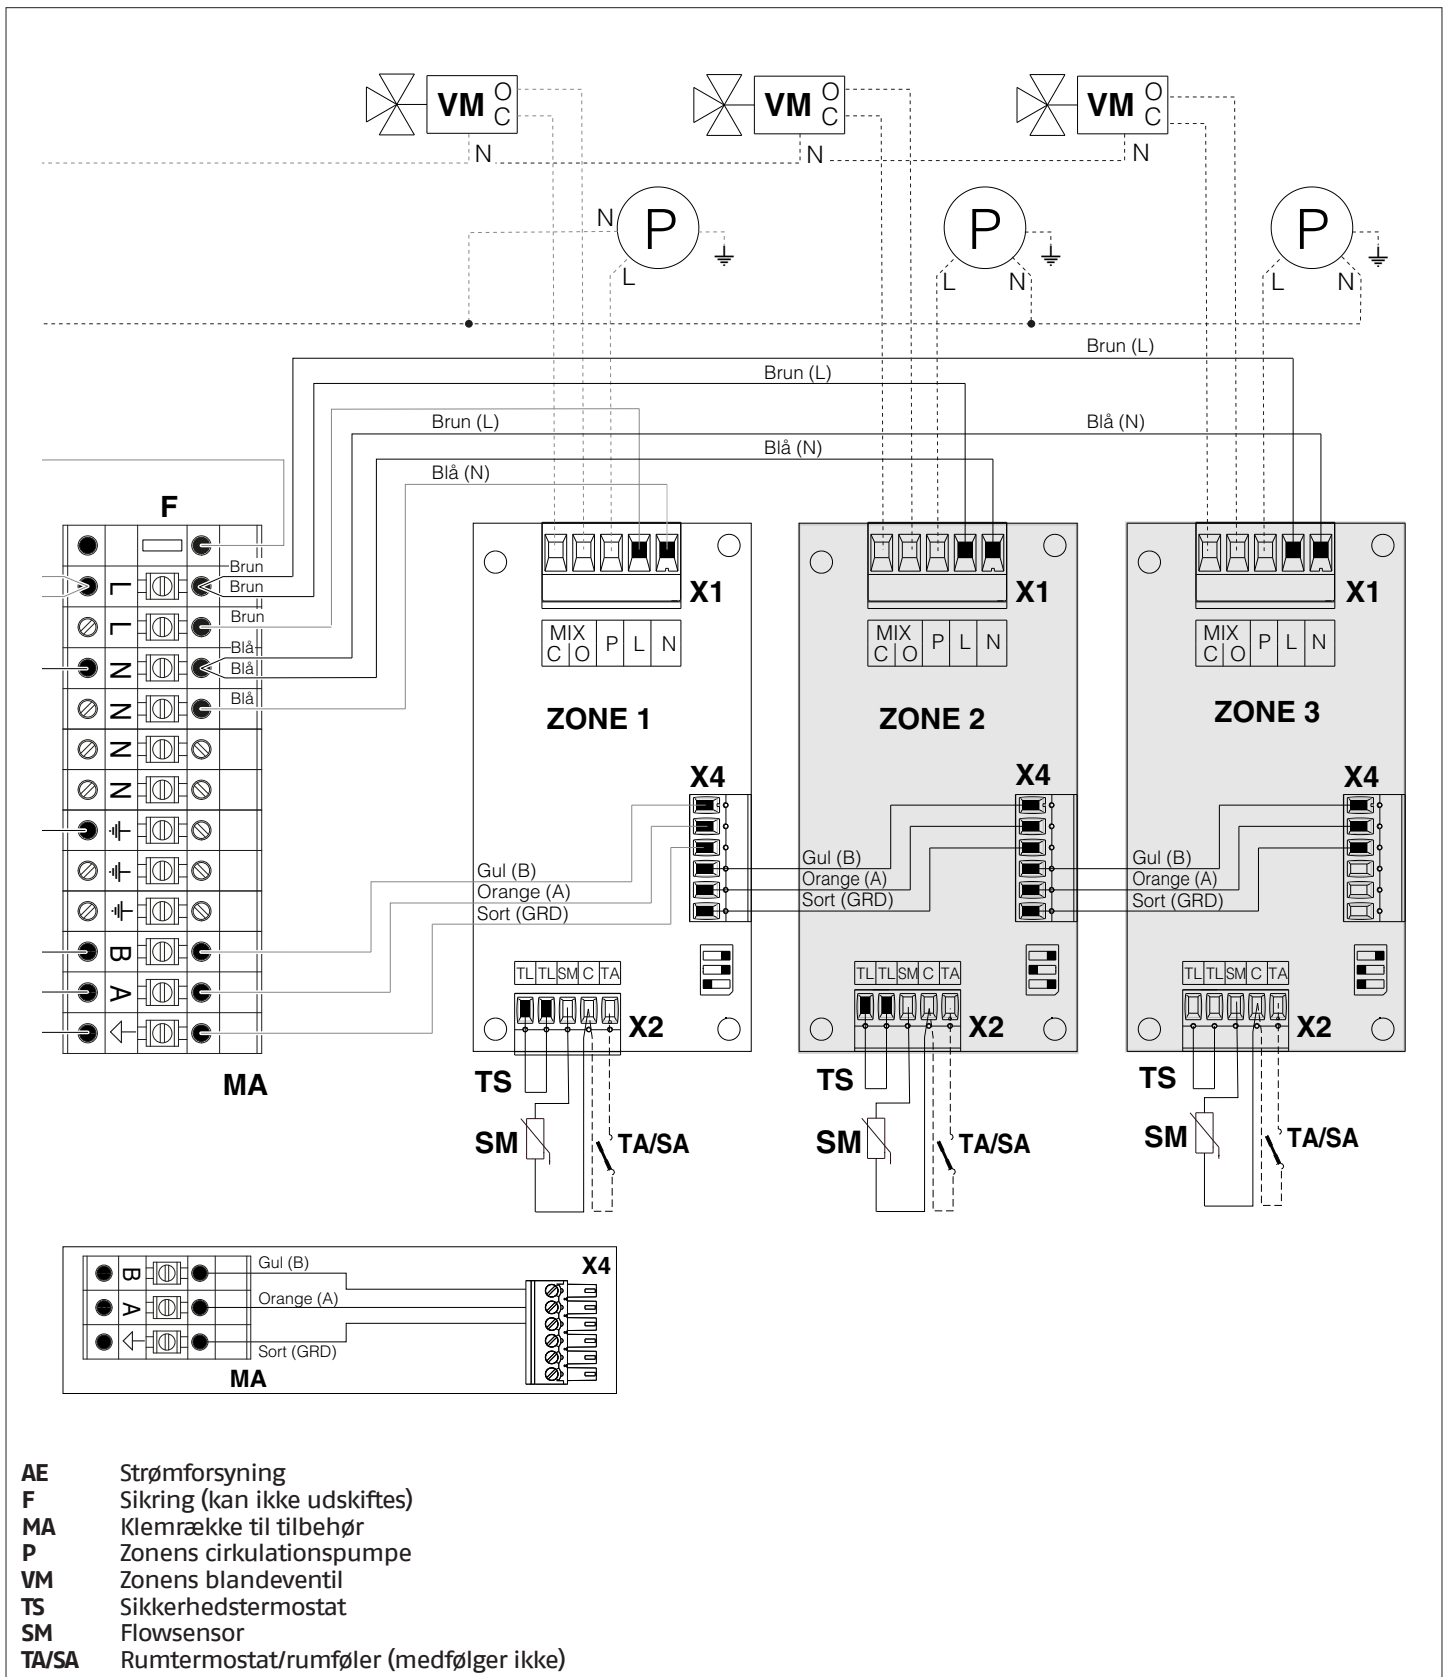 VM O C
VM O C
VM O C
N
N
N
P
P
P
N
L
L
N
L
N
Brun (L)
Brun (L)
Brun (L)
Blå (N)
Blå (N)
Blå (N)
F
Brun
L
Brun
L
Brun
Blå
N
Blå
N
Blå
N
N
B
A
MA
X1
X1
X1
MIX
C O P L N
MIX
C O P L N
MIX
C O P L N
ZONE 1
ZONE 2
ZONE 3
X4
X4
X4
Gul (B)
Orange (A)
Sort (GRD)
Gul (B)
Orange (A)
Sort (GRD)
Gul (B)
Orange (A)
Sort (GRD)
TL TL SM C TA
TL TL SM C TA
TL TL SM C TA
X2
X2
X2
TS
TS
TS
SM
TA/SA
SM
TA/SA
SM
TA/SA
B
Gul (B)
X4
A
Orange (A)
Sort (GRD)
MA
AE Strømforsyning
F Sikring (kan ikke udskiftes)
MA Klemrække til tilbehør
P Zonens cirkulationspumpe
VM Zonens blandeventil
TS Sikkerhedstermostat
SM Flowsensor
TA/SA Rumtermostat/rumføler (medfølger ikke)